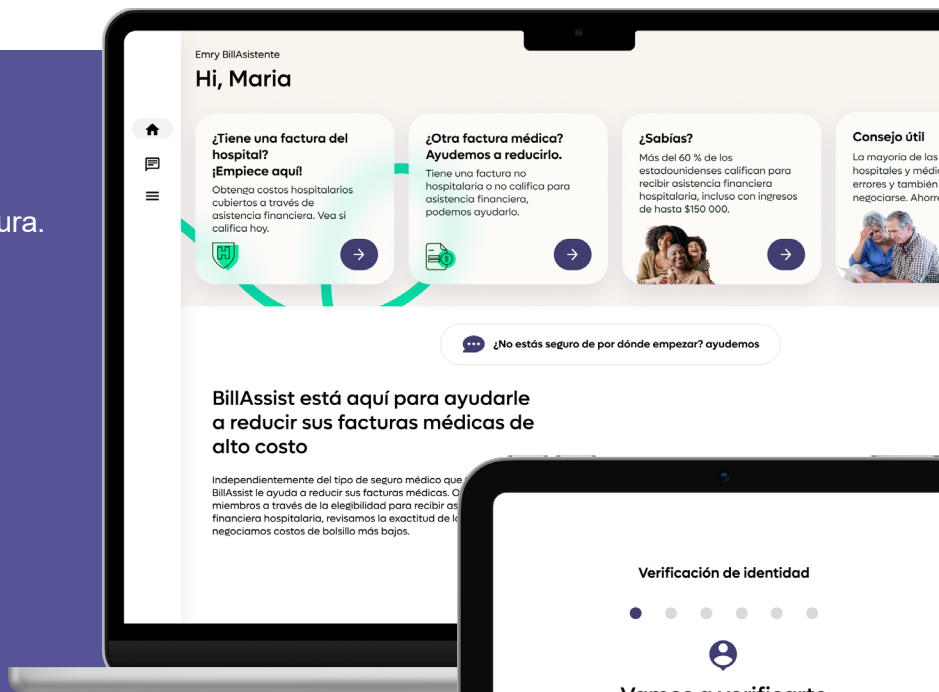 ura.
Emry BillAsistente
Hi, Maria
¿Tiene una factura del
hospital?
¡Empiece aquí!
Obtenga costos hospitalarios
cubiertos a través de
asistencia financiera. Vea si
califica hoy.
¿Otra factura médica?
Ayudemos a reducirlo.
Tiene una factura no
hospitalaria o no califica para
asistencia financiera,
podemos ayudarlo.
¿Sabías?
Más del 60 % de los
estadounidenses califican para
recibir asistencia financiera
hospitalaria, incluso con ingresos
de hasta $150 000.
Consejo útil
La mayoría de las
hospitales y médic
errores y también
negociarse. Ahorre
¿No estás seguro de por dónde empezar? ayudemos
BillAssist está aquí para ayudarle
a reducir sus facturas médicas de
alto costo
Independientemente del tipo de seguro médico que
BillAssist le ayuda a reducir sus facturas médicas.
miembros a través de la elegibilidad para recibir as
financiera hospitalaria, revisamos la exactitud de
negociamos costos de bolsillo más bajos.
Verificación de identidad
Vamos a verificarte